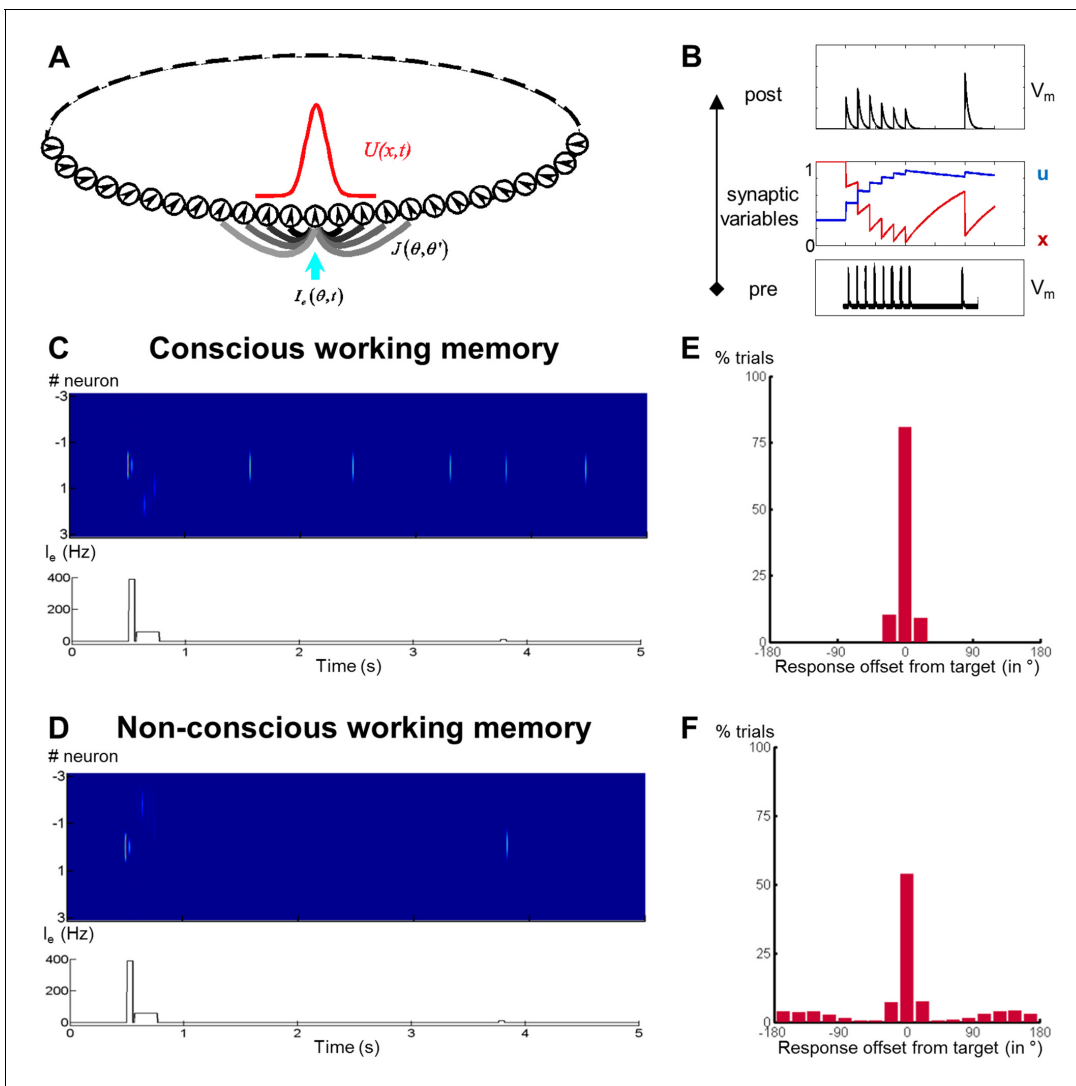 A
U(x,t)
J(θ,θ')
I_e(θ,t)
B
post
V_m
1
synaptic
variables
0
u
x
pre
V_m
C Conscious working memory
# neuron
-3
-1
1
3
I_e (Hz)
400
200
0
0 1 2 3 4 5
Time (s)
E
% trials
100
75
50
25
0
-180 -90 0 90 180
Response offset from target (in °)
D Non-conscious working memory
# neuron
-3
-1
1
3
I_e (Hz)
400
200
0
0 1 2 3 4 5
Time (s)
F
% trials
100
75
50
25
0
-180 -90 0 90 180
Response offset from target (in °)